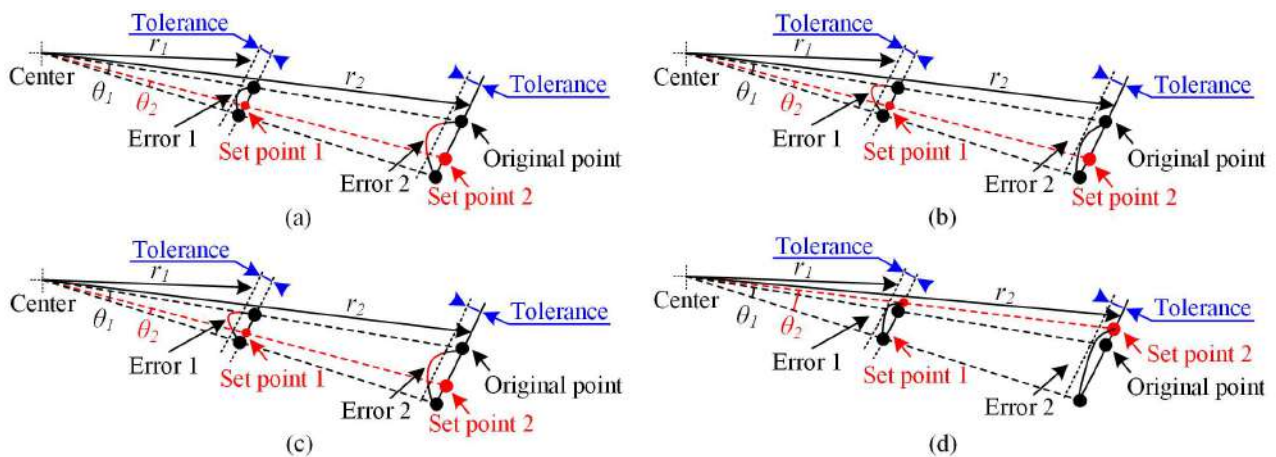 Tolerance
r1
Center
θ1
θ2
r2
Tolerance
Error 1
Set point 1
Original point
Error 2
Set point 2
(a)
Tolerance
r1
Center
θ1
θ2
r2
Tolerance
Error 1
Set point 1
Original point
Error 2
Set point 2
(b)
Tolerance
r1
Center
θ1
θ2
r2
Tolerance
Error 1
Set point 1
Original point
Error 2
Set point 2
(c)
Tolerance
r1
Center
θ1
θ2
r2
Tolerance
Error 1
Set point 1
Set point 2
Original point
Error 2
(d)